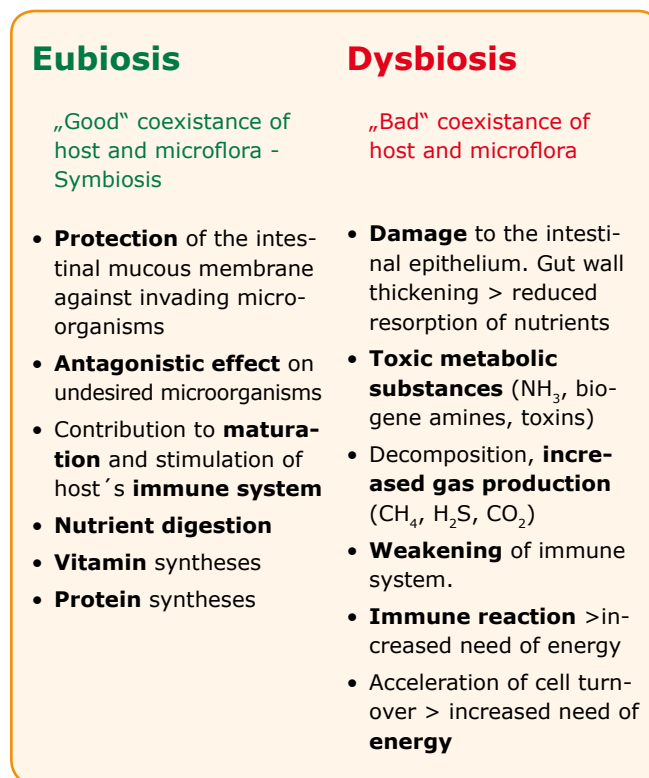 Eubiosis
„Good“ coexistance of
host and microflora -
Symbiosis
• Protection of the intes-
tinal mucous membrane
against invading micro-
organisms
• Antagonistic effect on
undesired microorganisms
• Contribution to matura-
tion and stimulation of
host´s immune system
• Nutrient digestion
• Vitamin syntheses
• Protein syntheses
Dysbiosis
„Bad“ coexistance of
host and microflora
• Damage to the intesti-
nal epithelium. Gut wall
thickening > reduced
resorption of nutrients
• Toxic metabolic
substances (NH₃, bio-
gene amines, toxins)
• Decomposition, incre-
ased gas production
(CH₄, H₂S, CO₂)
• Weakening of immune
system.
• Immune reaction >in-
creased need of energy
• Acceleration of cell turn-
over > increased need of
energy